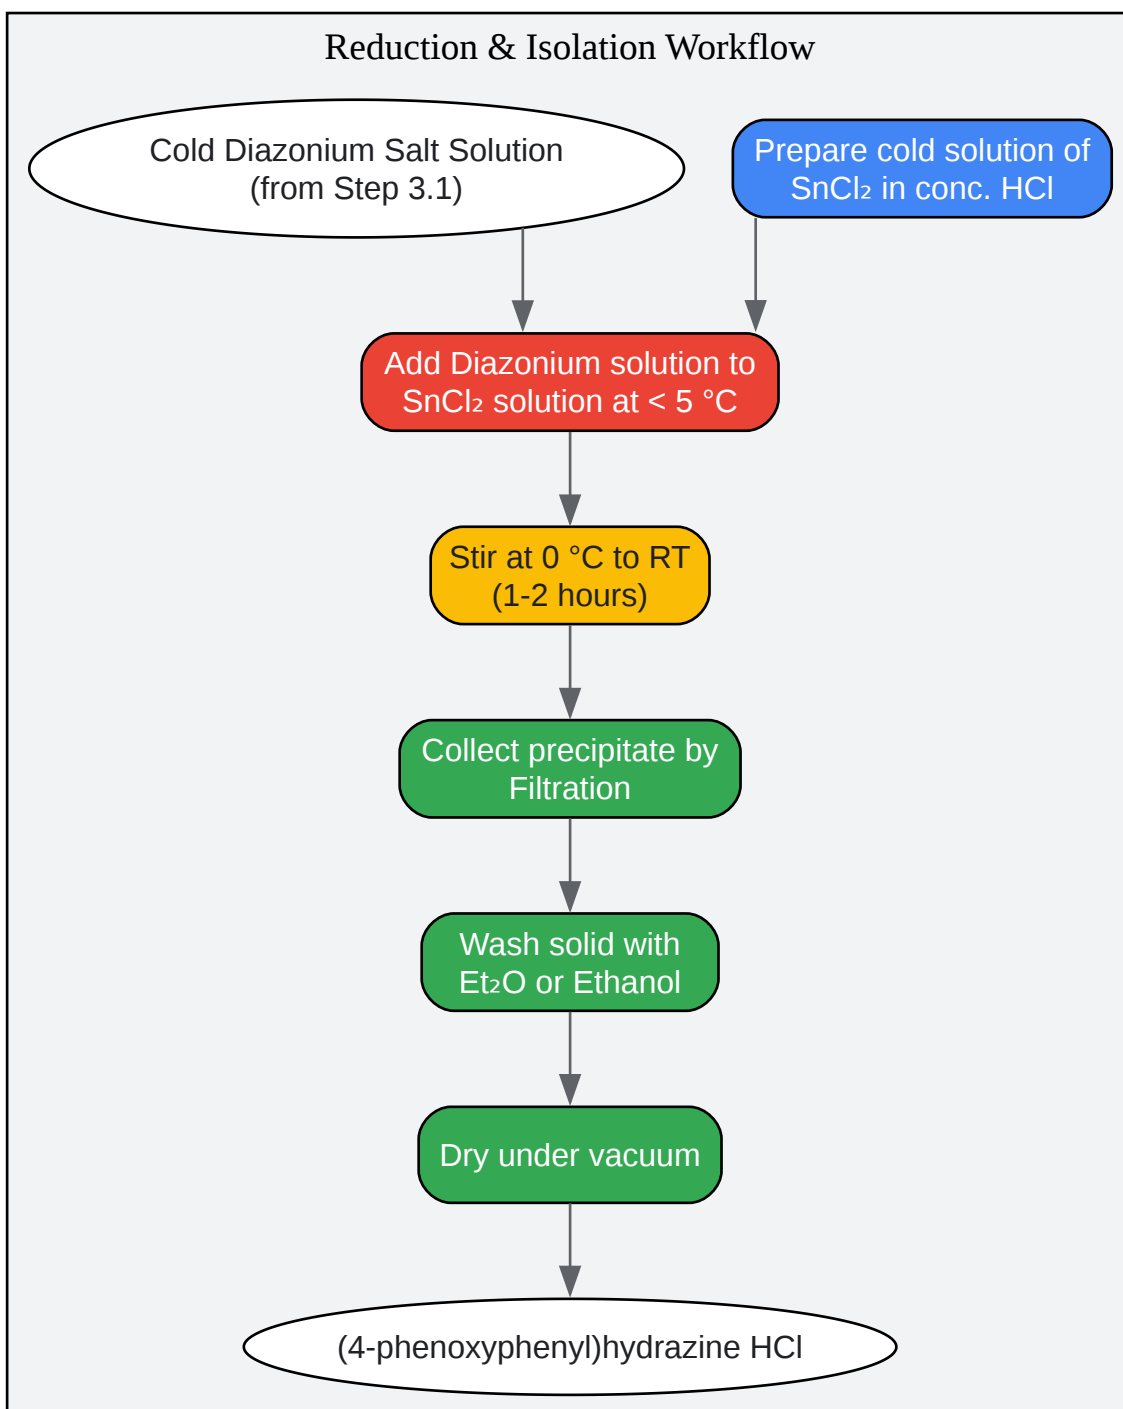 Reduction & Isolation Workflow
Cold Diazonium Salt Solution
(from Step 3.1)
Prepare cold solution of
SnCl₂ in conc. HCl
Add Diazonium solution to
SnCl₂ solution at < 5 °C
Stir at 0 °C to RT
(1-2 hours)
Collect precipitate by
Filtration
Wash solid with
Et₂O or Ethanol
Dry under vacuum
(4-phenoxyphenyl)hydrazine HCl